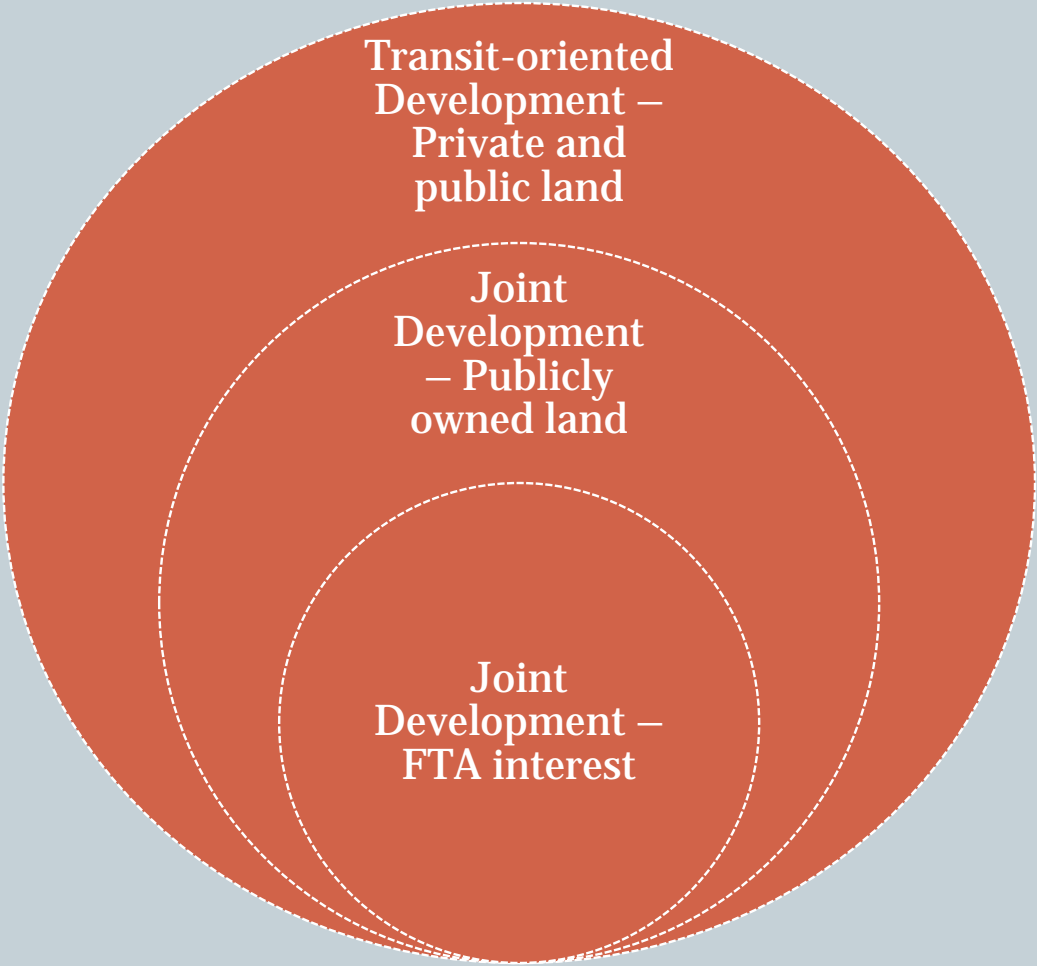 Transit-oriented
Development –
Private and
public land
Joint
Development
– Publicly
owned land
Joint
Development –
FTA interest